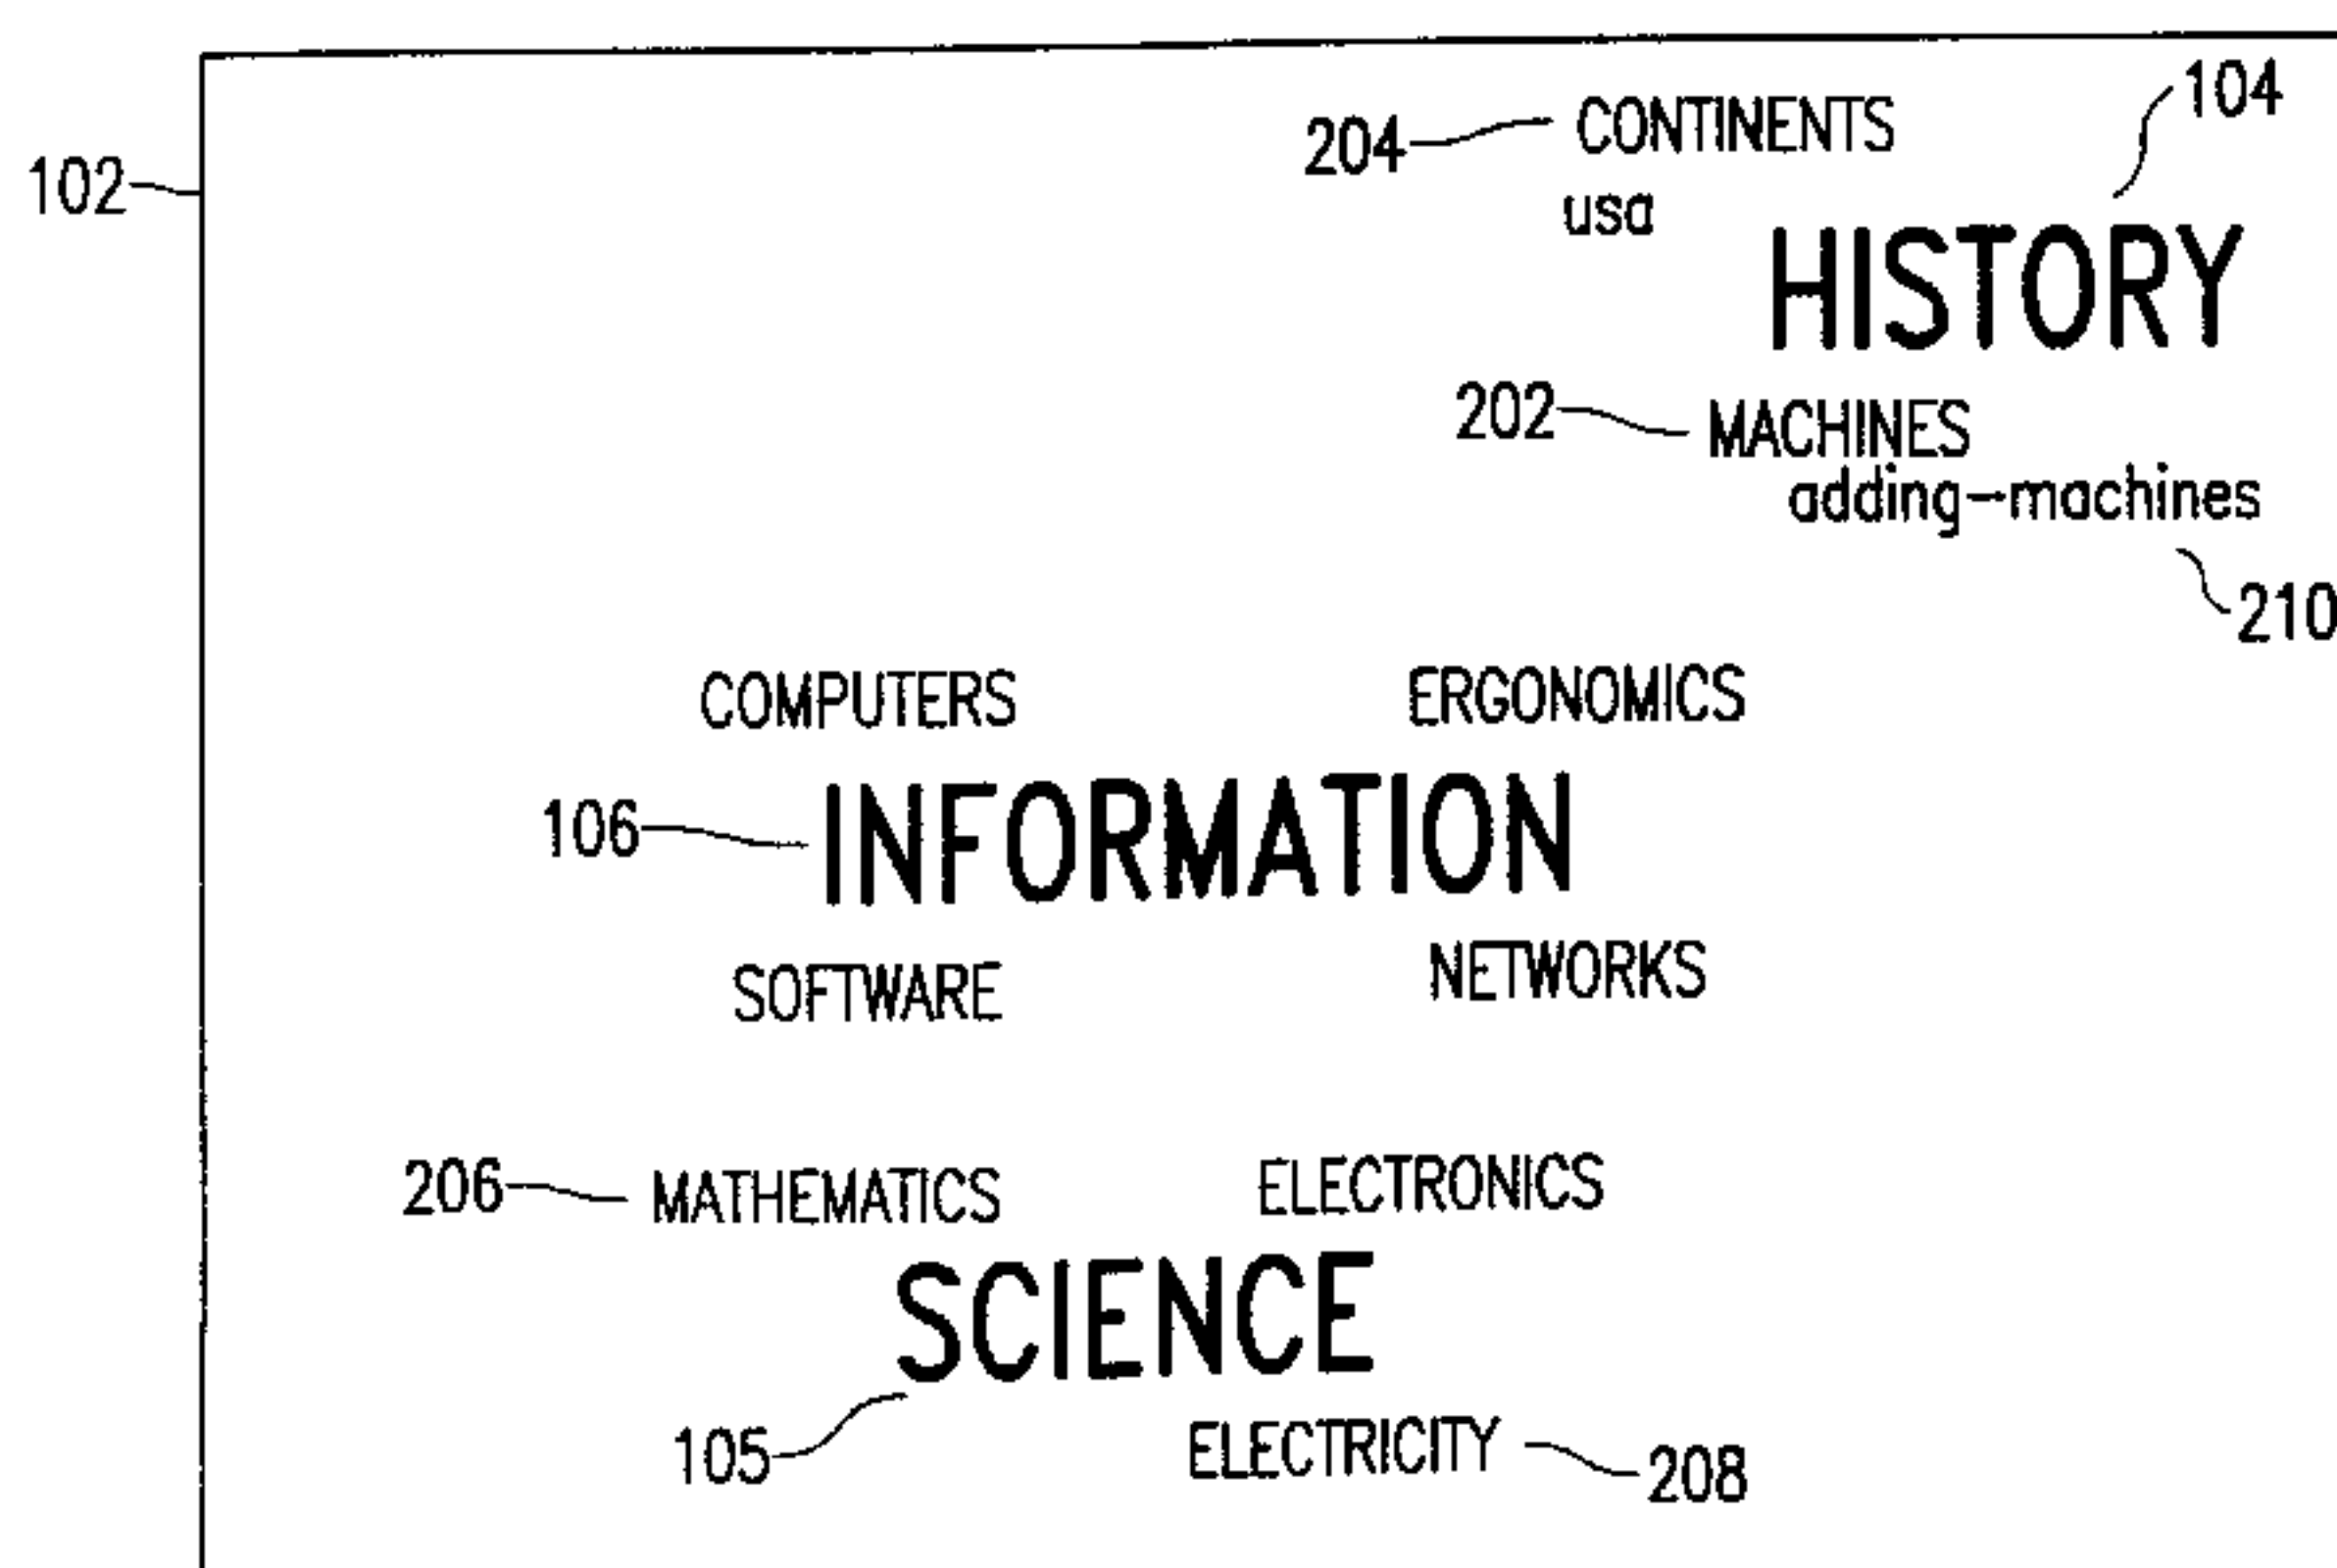 104
204 CONTINENTS
102
usa
HISTORY
202 MACHINES
adding-machines
210
COMPUTERS ERGONOMICS
106 INFORMATION
SOFTWARE NETWORKS
206 MATHEMATICS ELECTRONICS
SCIENCE
105 ELECTRICITY 208